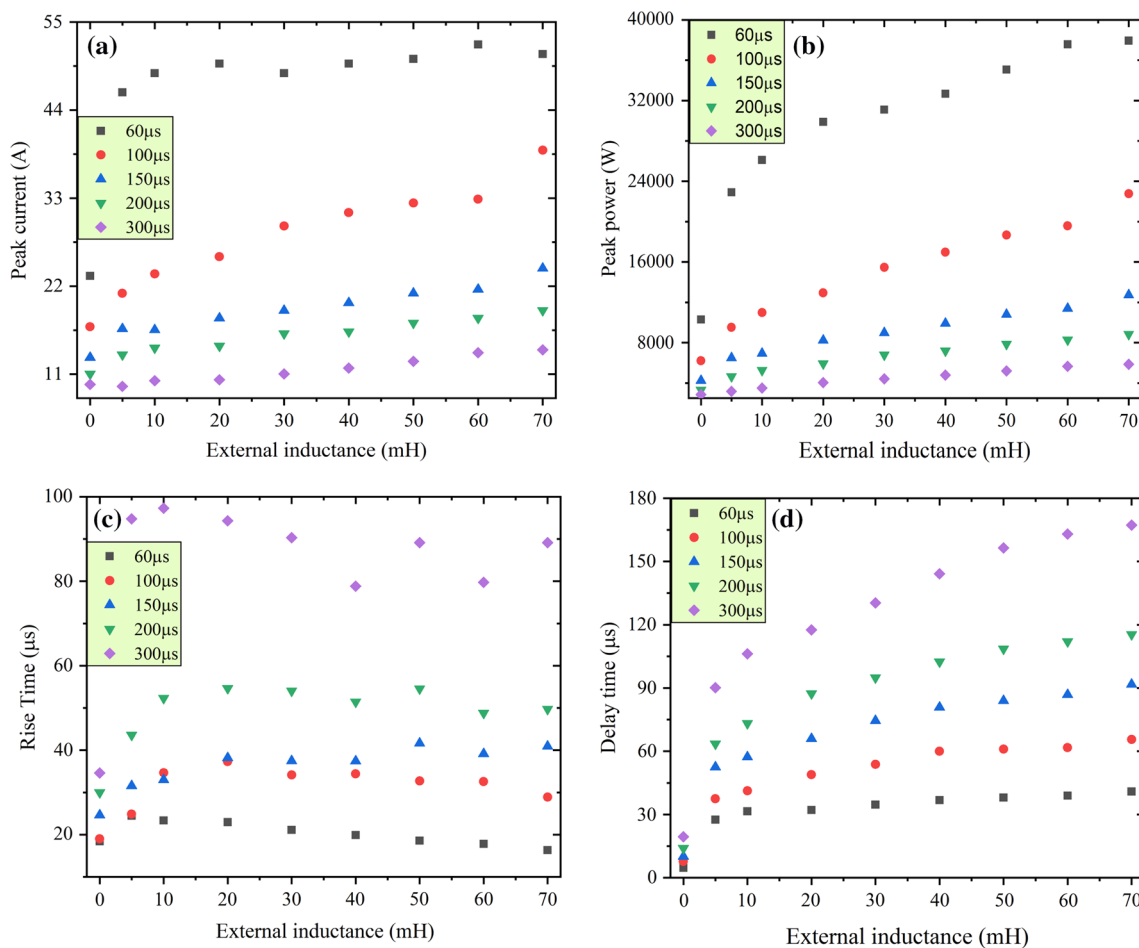 (a)
55
44
33
22
11
Peak current (A)
60μs
100μs
150μs
200μs
300μs
0 10 20 30 40 50 60 70
External inductance (mH)
(b)
40000
32000
24000
16000
8000
Peak power (W)
60μs
100μs
150μs
200μs
300μs
0 10 20 30 40 50 60 70
External inductance (mH)
(c)
100
80
60
40
20
Rise Time (μs)
60μs
100μs
150μs
200μs
300μs
0 10 20 30 40 50 60 70
External inductance (mH)
(d)
180
150
120
90
60
30
0
Delay time (μs)
60μs
100μs
150μs
200μs
300μs
0 10 20 30 40 50 60 70
External inductance (mH)